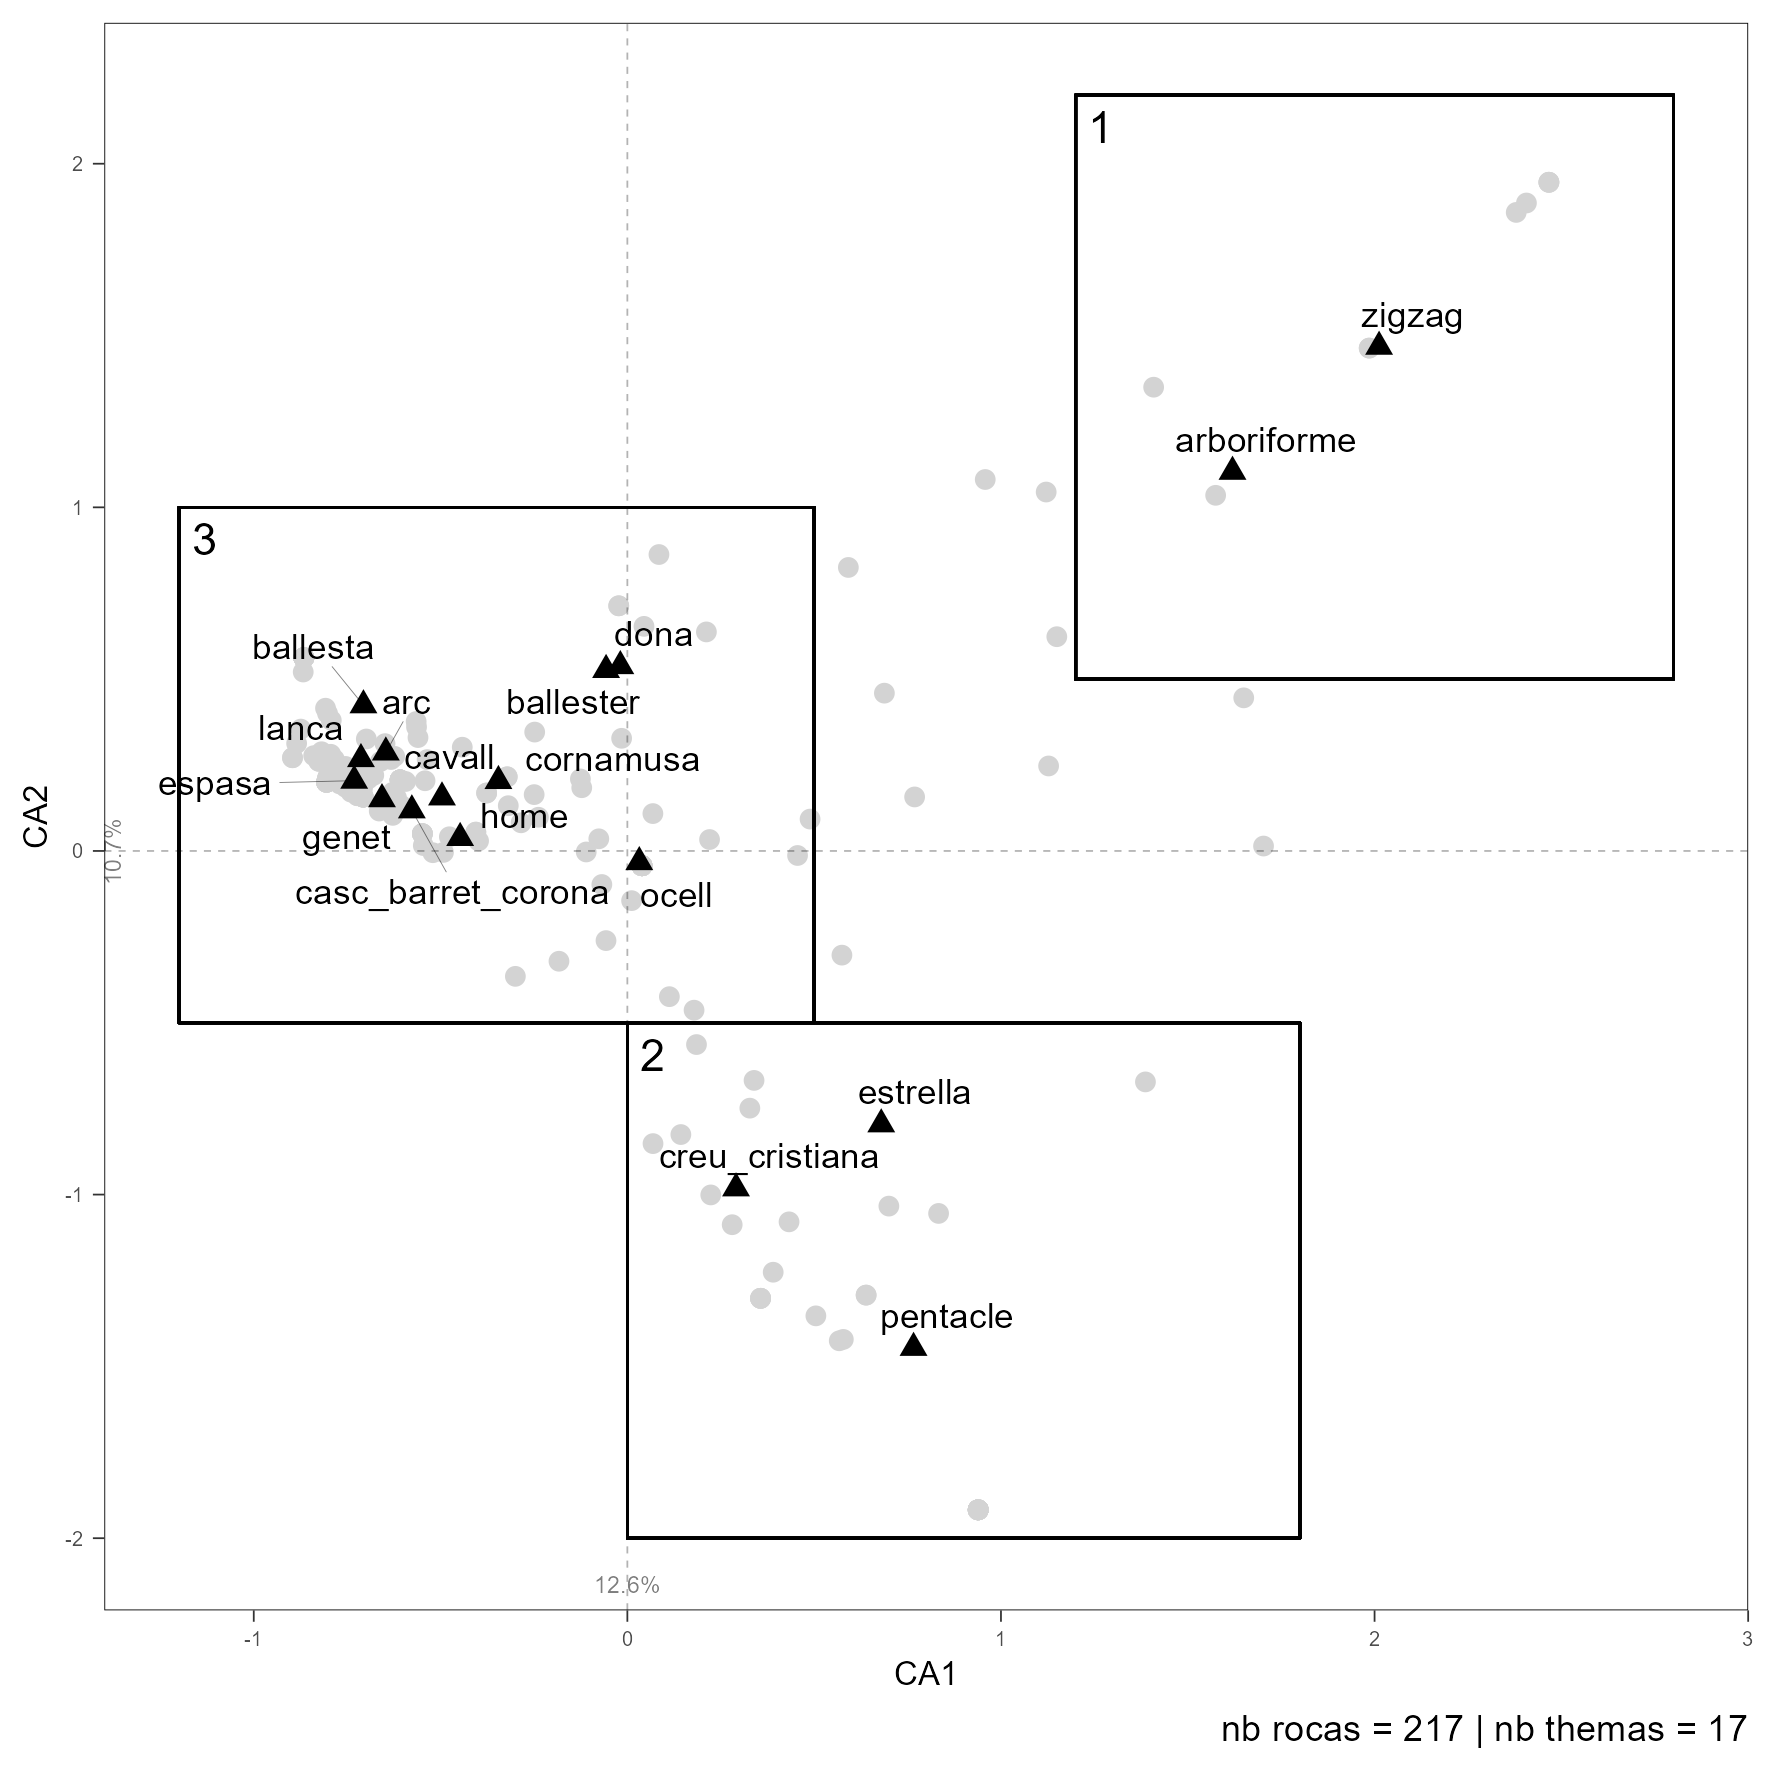 1
zigzag
arboriforme
3
dona
ballesta
arc
ballester
lanca
cavall
cornamusa
espasa
home
genet
casc_barret_corona
ocell
2
estrella
creu_cristiana
pentacle
2
1
0
-1
-2
CA2
10.7%
12.6%
-1
0
1
2
3
CA1
nb rocas = 217 | nb themas = 17